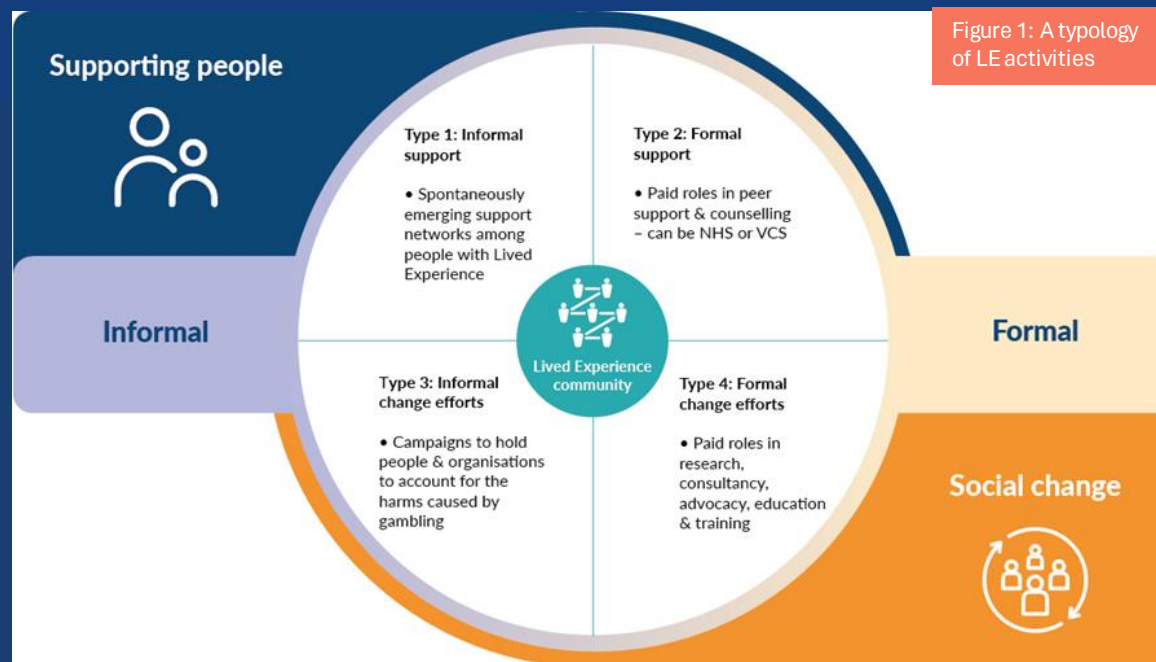 Figure 1: A typology
of LE activities
Supporting people
Type 1: Informal
support
• Spontaneously
emerging support
networks among
people with Lived
Experience
Type 2: Formal
support
• Paid roles in peer
support & counselling
– can be NHS or VCS
Informal
Lived Experience
community
Formal
Type 3: Informal
change efforts
• Campaigns to hold
people & organisations
to account for the
harms caused by
gambling
Type 4: Formal
change efforts
• Paid roles in
research,
consultancy,
advocacy, education
& training
Social change